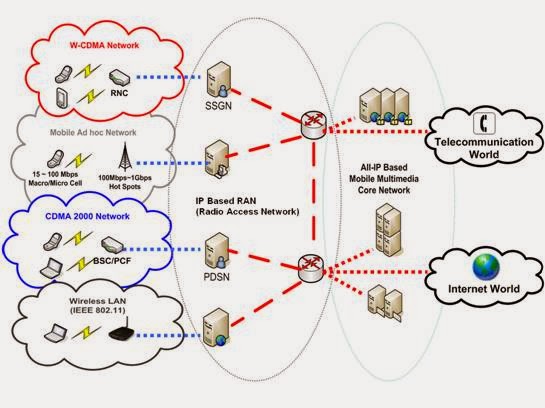 W-CDMA Network
RNC
SSGN
Mobile Ad hoc Network
15 ~ 100 Mbps
Macro/Micro Cell
100Mbps~1Gbps
Hot Spots
IP Based RAN
(Radio Access Network)
CDMA 2000 Network
BSC/PCF
PDSN
Wireless LAN
(IEEE 802.11)
All-IP Based
Mobile Multimedia
Core Network
Telecommunication
World
Internet World